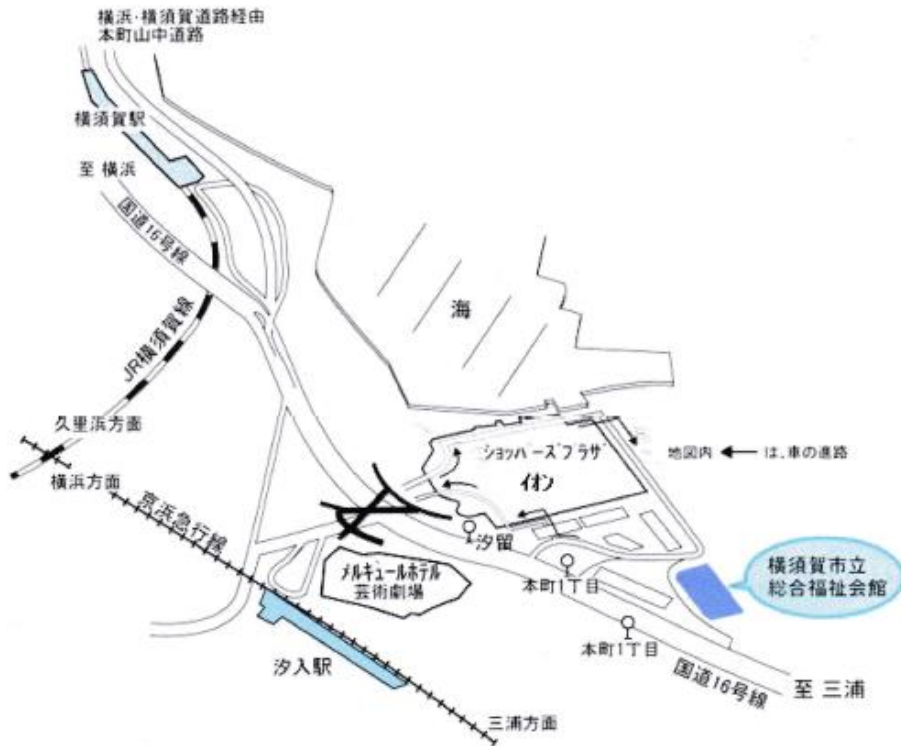 横浜・横須賀道路経由
本町山中道路
横須賀駅
至 横浜
国道16号線
JR横須賀線
海
久里浜方面
横浜方面
京浜急行線
ショッパーズプラザ
イオン
地図内 ← は、車の進路
汐留
メルキュールホテル
芸術劇場
本町1丁目
横須賀市立
総合福祉会館
汐入駅
本町1丁目
国道16号線
至 三浦
三浦方面